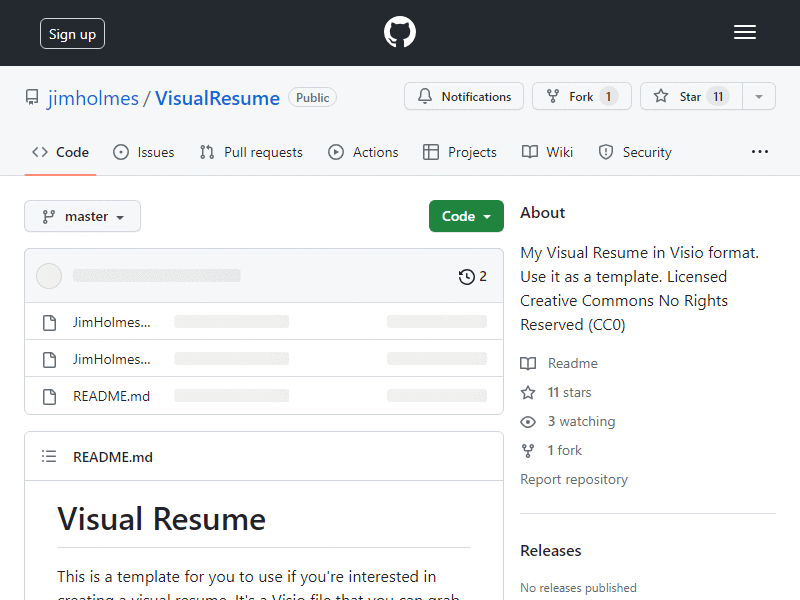 Sign up
jimholmes / VisualResume Public
Notifications Fork 1 Star 11
Code Issues Pull requests Actions Projects Wiki Security
master Code
2
JimHolmes...
JimHolmes...
README.md
README.md
Visual Resume
This is a template for you to use if you're interested in
creating a visual resume. It's a Visio file that you can grab
About
My Visual Resume in Visio format.
Use it as a template. Licensed
Creative Commons No Rights
Reserved (CC0)
Readme
11 stars
3 watching
1 fork
Report repository
Releases
No releases published